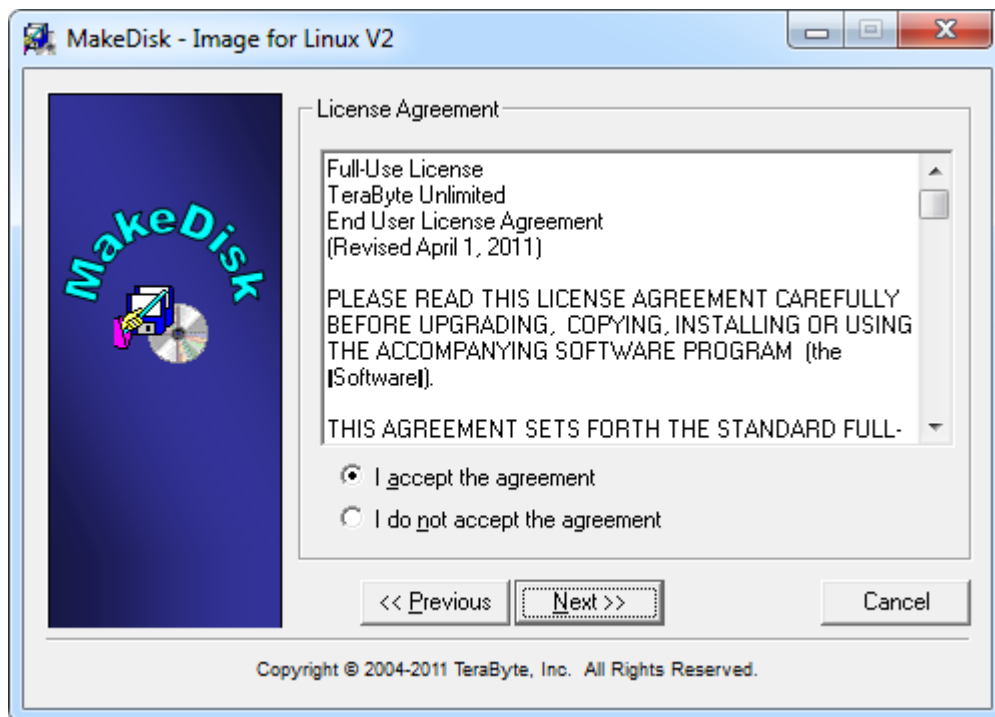 MakeDisk - Image for Linux V2
MakeDisk
License Agreement
Full-Use License
TeraByte Unlimited
End User License Agreement
(Revised April 1, 2011)
PLEASE READ THIS LICENSE AGREEMENT CAREFULLY
BEFORE UPGRADING,  COPYING, INSTALLING OR USING
THE ACCOMPANYING SOFTWARE PROGRAM  (the
❙Software❙).
THIS AGREEMENT SETS FORTH THE STANDARD FULL-
I accept the agreement
I do not accept the agreement
<< Previous
Next >>
Cancel
Copyright © 2004-2011 TeraByte, Inc.  All Rights Reserved.